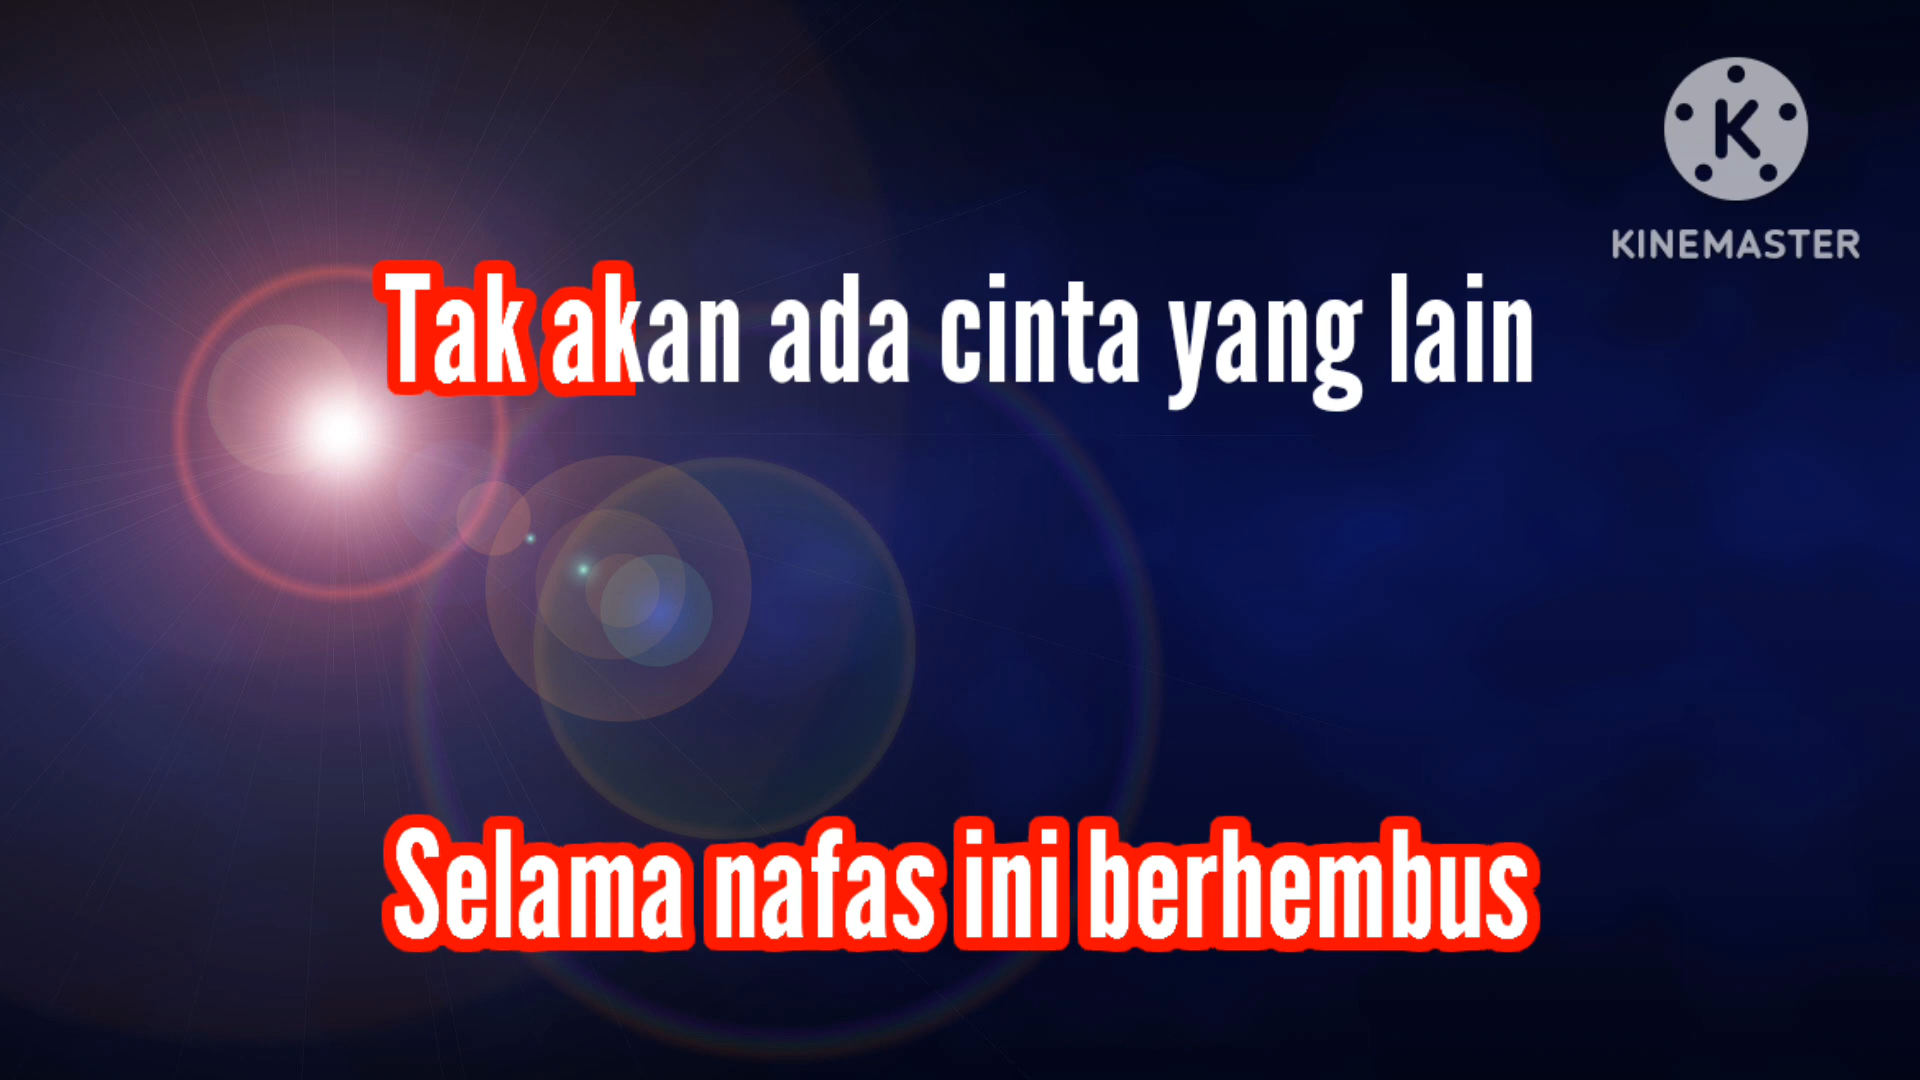 K
KINEMASTER
Tak akan ada cinta yang lain
Selama nafas ini berhembus